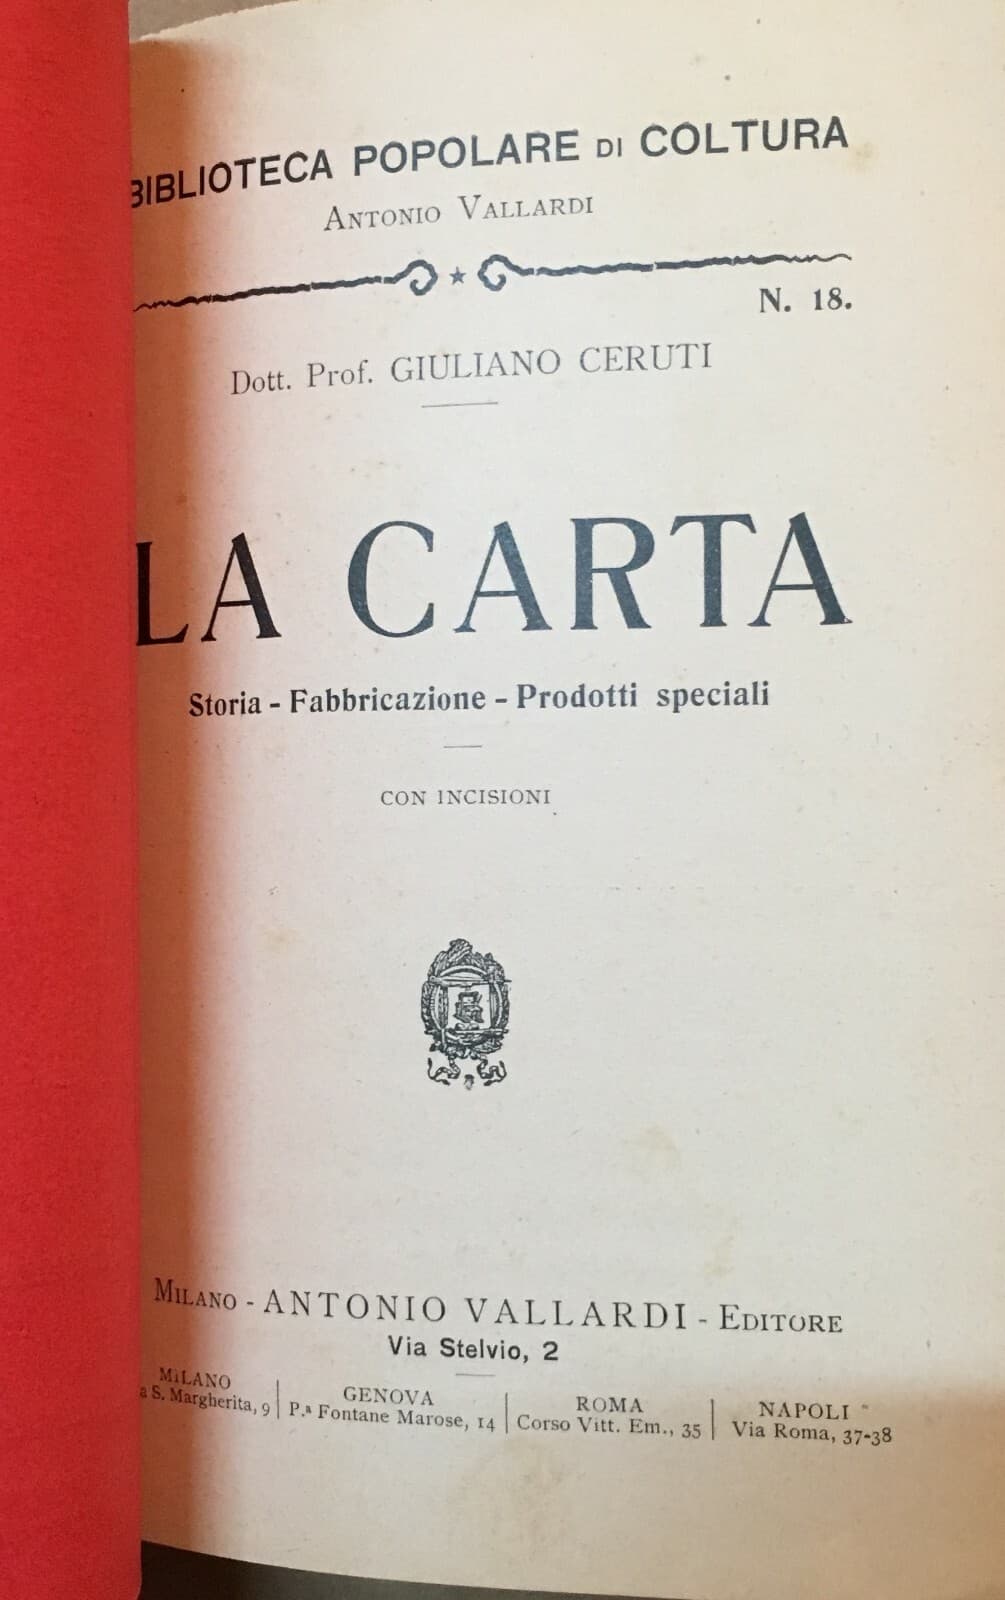 BIBLIOTECA POPOLARE DI COLTURA
ANTONIO VALLARDI
N. 18.
Dott. Prof. GIULIANO CERUTI
LA CARTA
Storia - Fabbricazione - Prodotti speciali
CON INCISIONI
MILANO - ANTONIO VALLARDI - EDITORE
Via Stelvio, 2
MILANO
a S. Margherita, 9
GENOVA
P.ª Fontane Marose, 14
ROMA
Corso Vitt. Em., 35
NAPOLI
Via Roma, 37-38